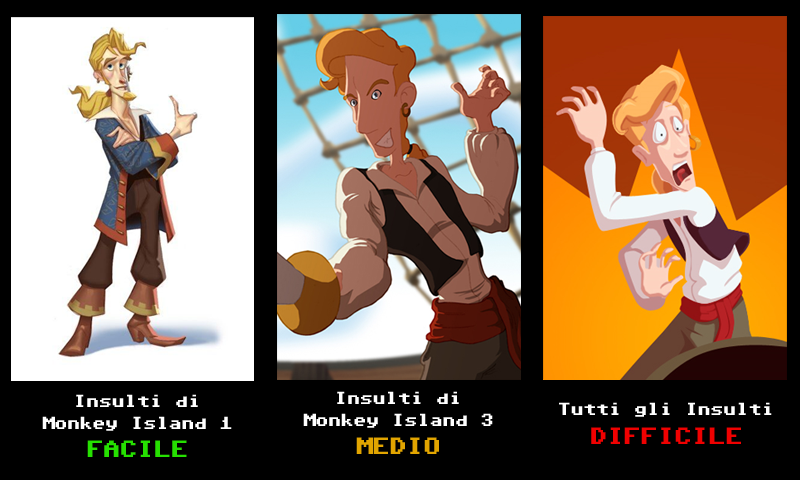 Insulti di
Monkey Island 1
FACILE
Insulti di
Monkey Island 3
MEDIO
Tutti gli Insulti
DIFFICILE